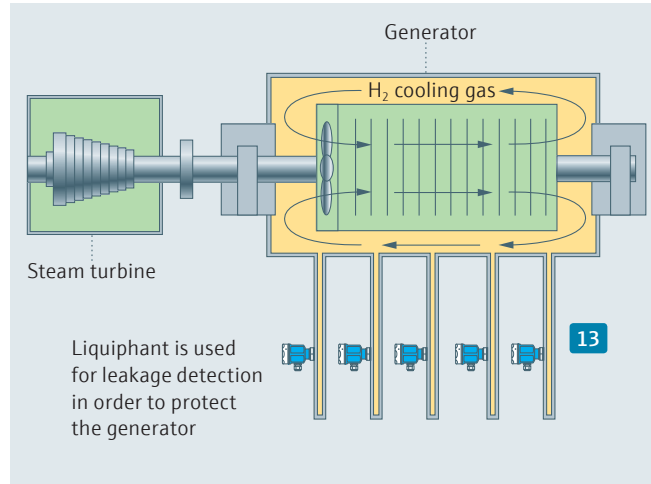 Generator
H₂ cooling gas
Steam turbine
13
Liquiphant is used
for leakage detection
in order to protect
the generator